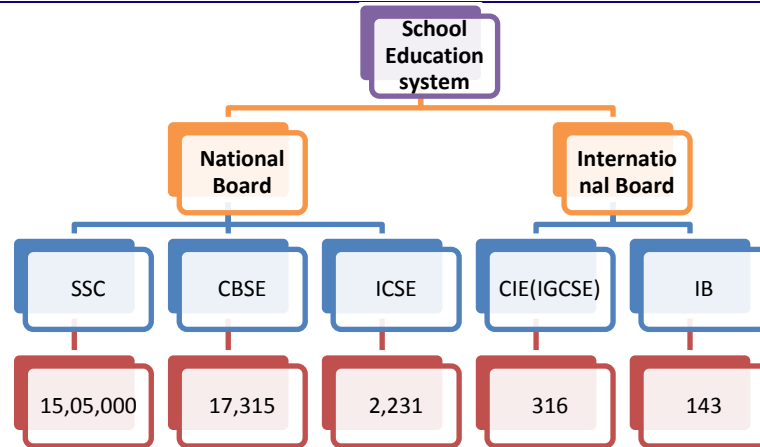 School
Education
system
National
Board
Internatio
nal Board
SSC
CBSE
ICSE
CIE(IGCSE)
IB
15,05,000
17,315
2,231
316
143